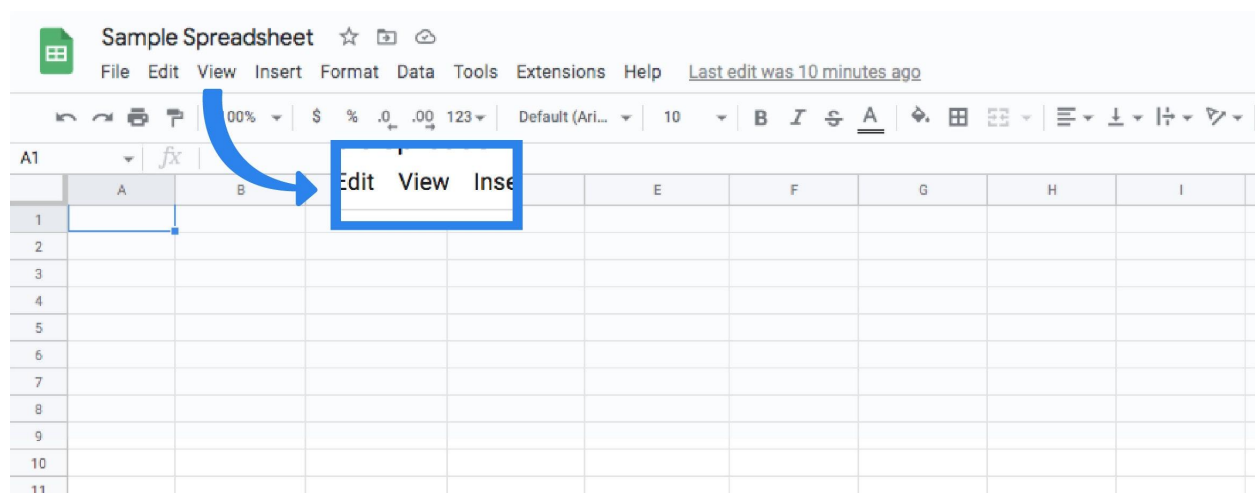 Sample Spreadsheet
File Edit View Insert Format Data Tools Extensions Help Last edit was 10 minutes ago
00% $ % .0 .00 123 Default (Ari... 10 B I S A
A1 fx
Edit View Inse
A B E F G H I
1
2
3
4
5
6
7
8
9
10
11